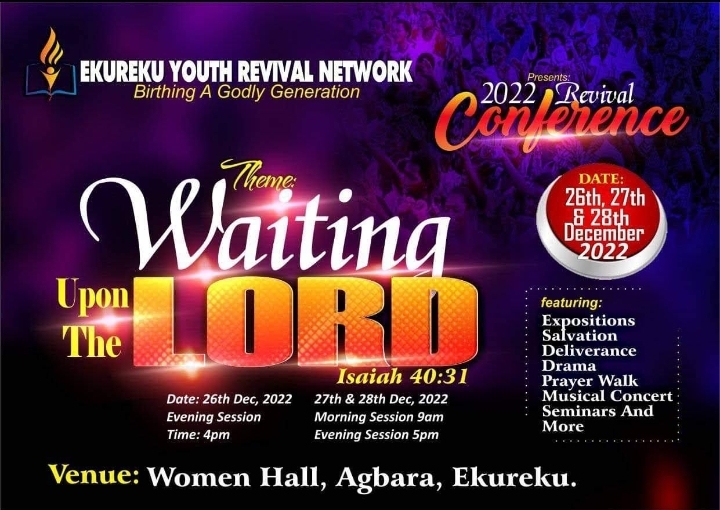 EKUREKU YOUTH REVIVAL NETWORK
Birthing A Godly Generation
Presents:
2022 Revival
Conference
Theme:
Waiting
Upon
The
LORD
Isaiah 40:31
DATE:
26th, 27th
& 28th
December
2022
featuring:
Expositions
Salvation
Deliverance
Drama
Prayer Walk
Musical Concert
Seminars And
More
Date: 26th Dec, 2022
Evening Session
Time: 4pm
27th & 28th Dec, 2022
Morning Session 9am
Evening Session 5pm
Venue: Women Hall, Agbara, Ekureku.